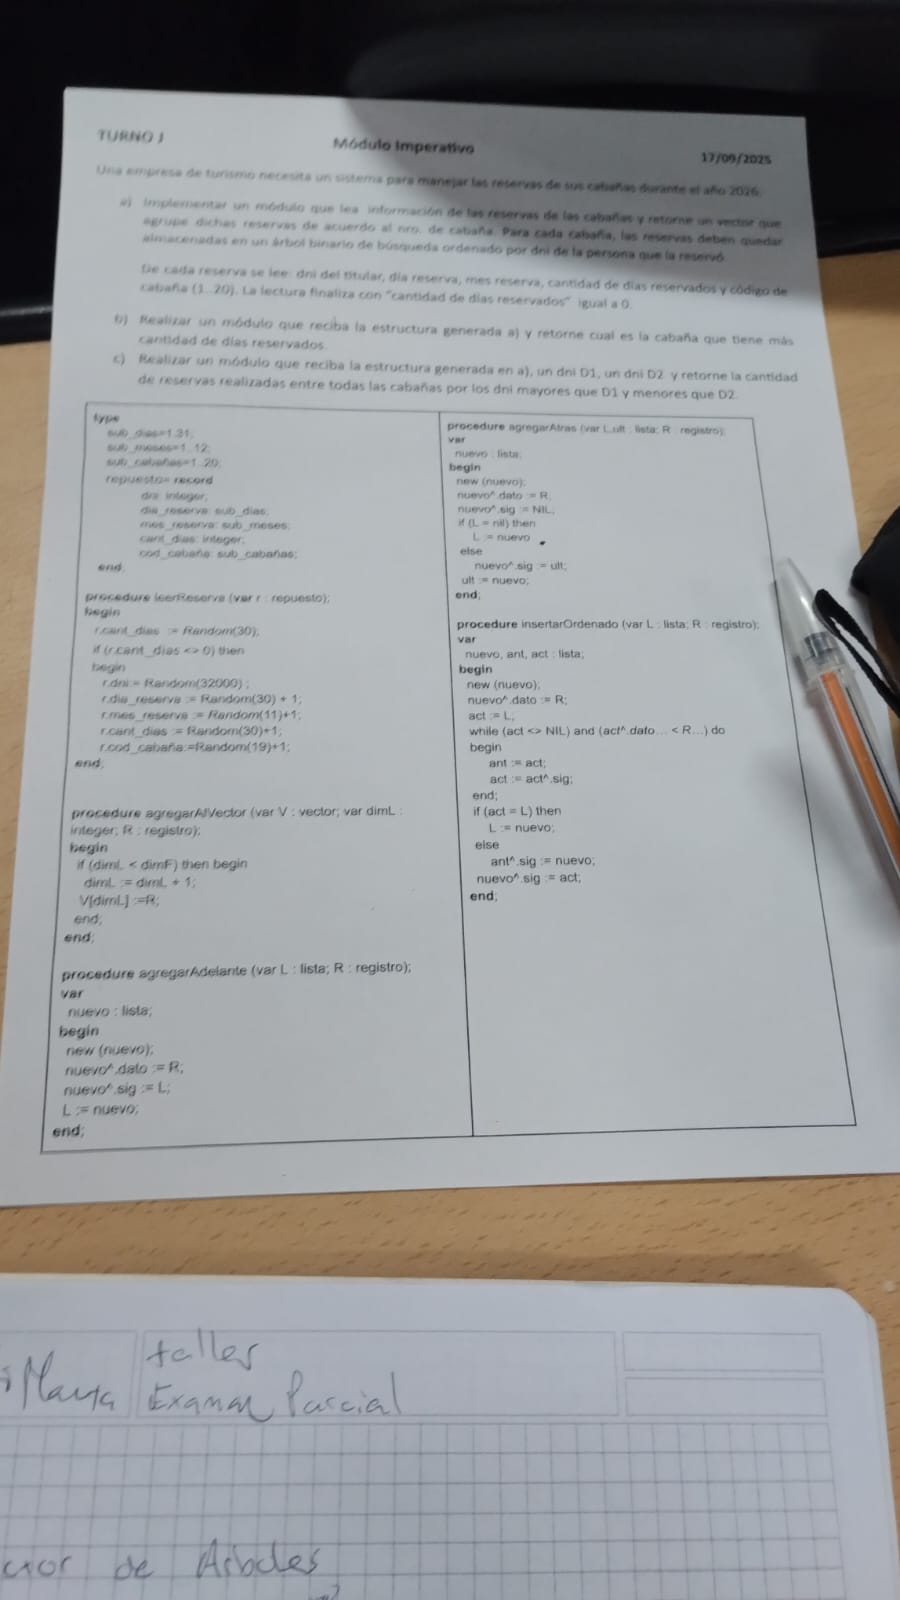 TURNO J
Módulo Imperativo
17/09/2025
Una empresa de turismo necesita un sistema para manejar las reservas de sus cabañas durante el año 2026.
a) Implementar un módulo que lea información de las reservas de las cabañas y retorne un vector que
agrupe dichas reservas de acuerdo al nro. de cabaña. Para cada cabaña, las reservas deben quedar
almacenadas en un árbol binario de búsqueda ordenado por dni de la persona que la reservó.
De cada reserva se lee: dni del titular, día reserva, mes reserva, cantidad de días reservados y código de
cabaña (1..20). La lectura finaliza con "cantidad de días reservados" igual a 0.
b) Realizar un módulo que reciba la estructura generada a) y retorne cual es la cabaña que tiene más
cantidad de días reservados.
c) Realizar un módulo que reciba la estructura generada en a), un dni D1, un dni D2 y retorne la cantidad
de reservas realizadas entre todas las cabañas por los dni mayores que D1 y menores que D2.
type
sub_dias=1.31;
sub_meses=1..12;
sub_cabañas=1..20;
repuesto= record
dni: integer;
dia_reserva: sub_dias;
mes_reserva: sub_meses;
cant_dias: integer;
cod_cabaña: sub_cabañas;
end;
procedure leerReserva (var r : repuesto);
begin
r.cant_dias := Random(30);
if (r.cant_dias <> 0) then
begin
r.dni:= Random(32000) ;
r.dia_reserva := Random(30) + 1;
r.mes_reserva := Random(11)+1;
r.cant_dias := Random(30)+1;
r.cod_cabaña:=Random(19)+1;
end;
procedure agregarAlVector (var V : vector; var dimL :
integer; R : registro);
begin
if (dimL < dimF) then begin
dimL := dimL + 1;
V[dimL] :=R;
end;
end;
procedure agregarAdelante (var L : lista; R : registro);
var
nuevo : lista;
begin
new (nuevo);
nuevo^.dato := R;
nuevo^.sig := L;
L := nuevo;
end;
procedure agregarAtras (var L,ult : lista; R : registro);
var
nuevo : lista;
begin
new (nuevo);
nuevo^.dato := R;
nuevo^.sig := NIL;
if (L = nil) then
L := nuevo
else
nuevo^.sig := ult;
ult := nuevo;
end;
procedure insertarOrdenado (var L : lista; R : registro);
var
nuevo, ant, act : lista;
begin
new (nuevo);
nuevo^.dato := R;
act := L;
while (act <> NIL) and (act^.dato... < R...) do
begin
ant := act;
act := act^.sig;
end;
if (act = L) then
L := nuevo;
else
ant^.sig := nuevo;
nuevo^.sig := act;
end;
taller
Examen Parcial
de Arboles